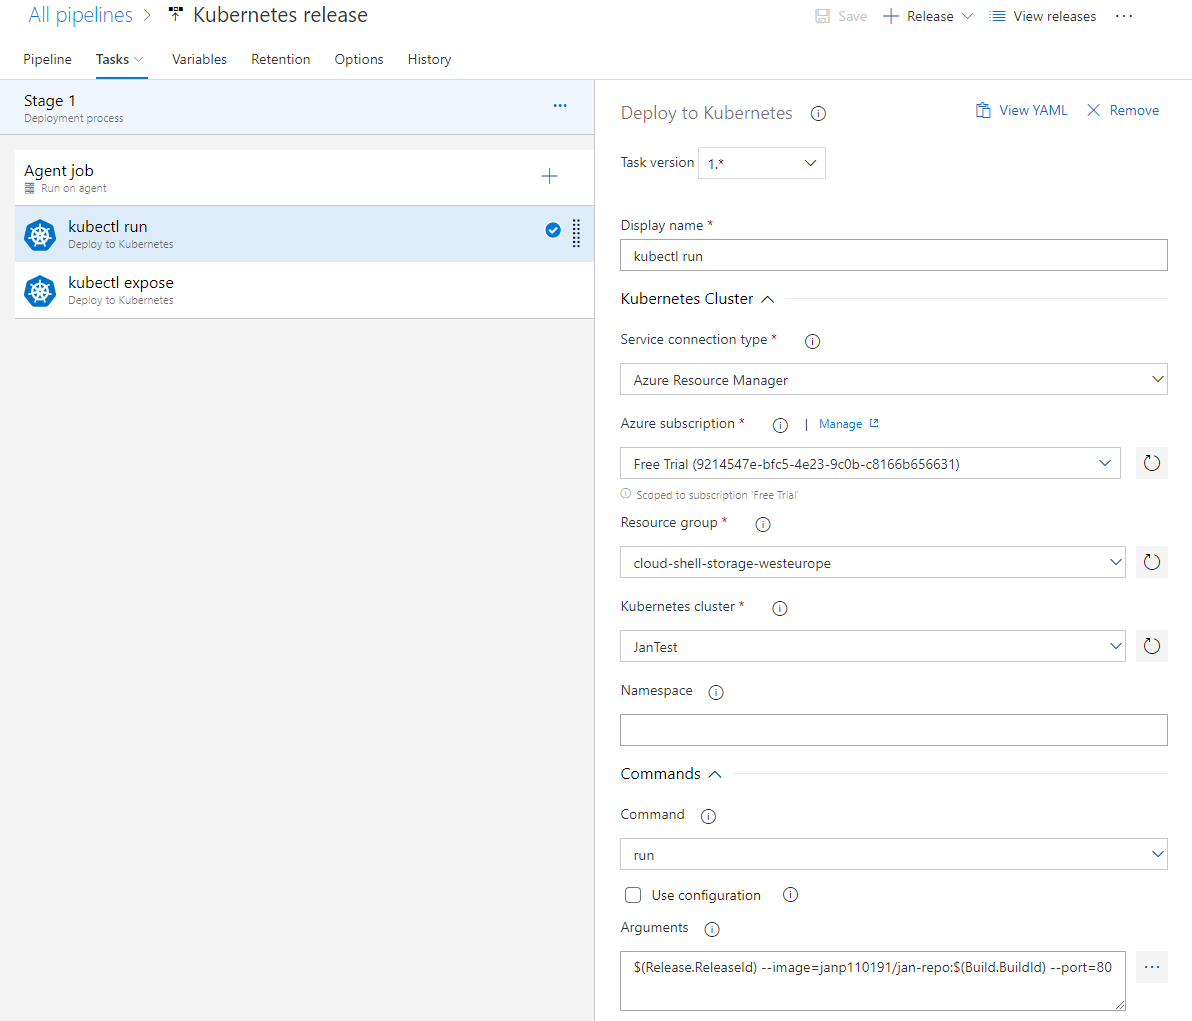 All pipelines > Kubernetes release
Save
Release
View releases
...
Pipeline
Tasks
Variables
Retention
Options
History
Stage 1
Deployment process
...
Agent job
Run on agent
kubectl run
Deploy to Kubernetes
kubectl expose
Deploy to Kubernetes
Deploy to Kubernetes
View YAML
Remove
Task version
1.*
Display name *
kubectl run
Kubernetes Cluster
Service connection type *
Azure Resource Manager
Azure subscription *
| Manage
Free Trial (9214547e-bfc5-4e23-9c0b-c8166b656631)
Scoped to subscription 'Free Trial'
Resource group *
cloud-shell-storage-westeurope
Kubernetes cluster *
JanTest
Namespace
Commands
Command
run
Use configuration
Arguments
$(Release.ReleaseId) --image=janp110191/jan-repo:$(Build.BuildId) --port=80
...